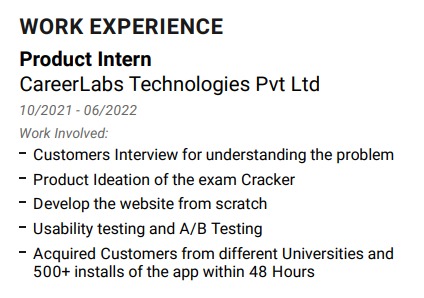 WORK EXPERIENCE
Product Intern
CareerLabs Technologies Pvt Ltd
10/2021 - 06/2022
Work Involved:
– Customers Interview for understanding the problem
– Product Ideation of the exam Cracker
– Develop the website from scratch
– Usability testing and A/B Testing
– Acquired Customers from different Universities and
500+ installs of the app within 48 Hours